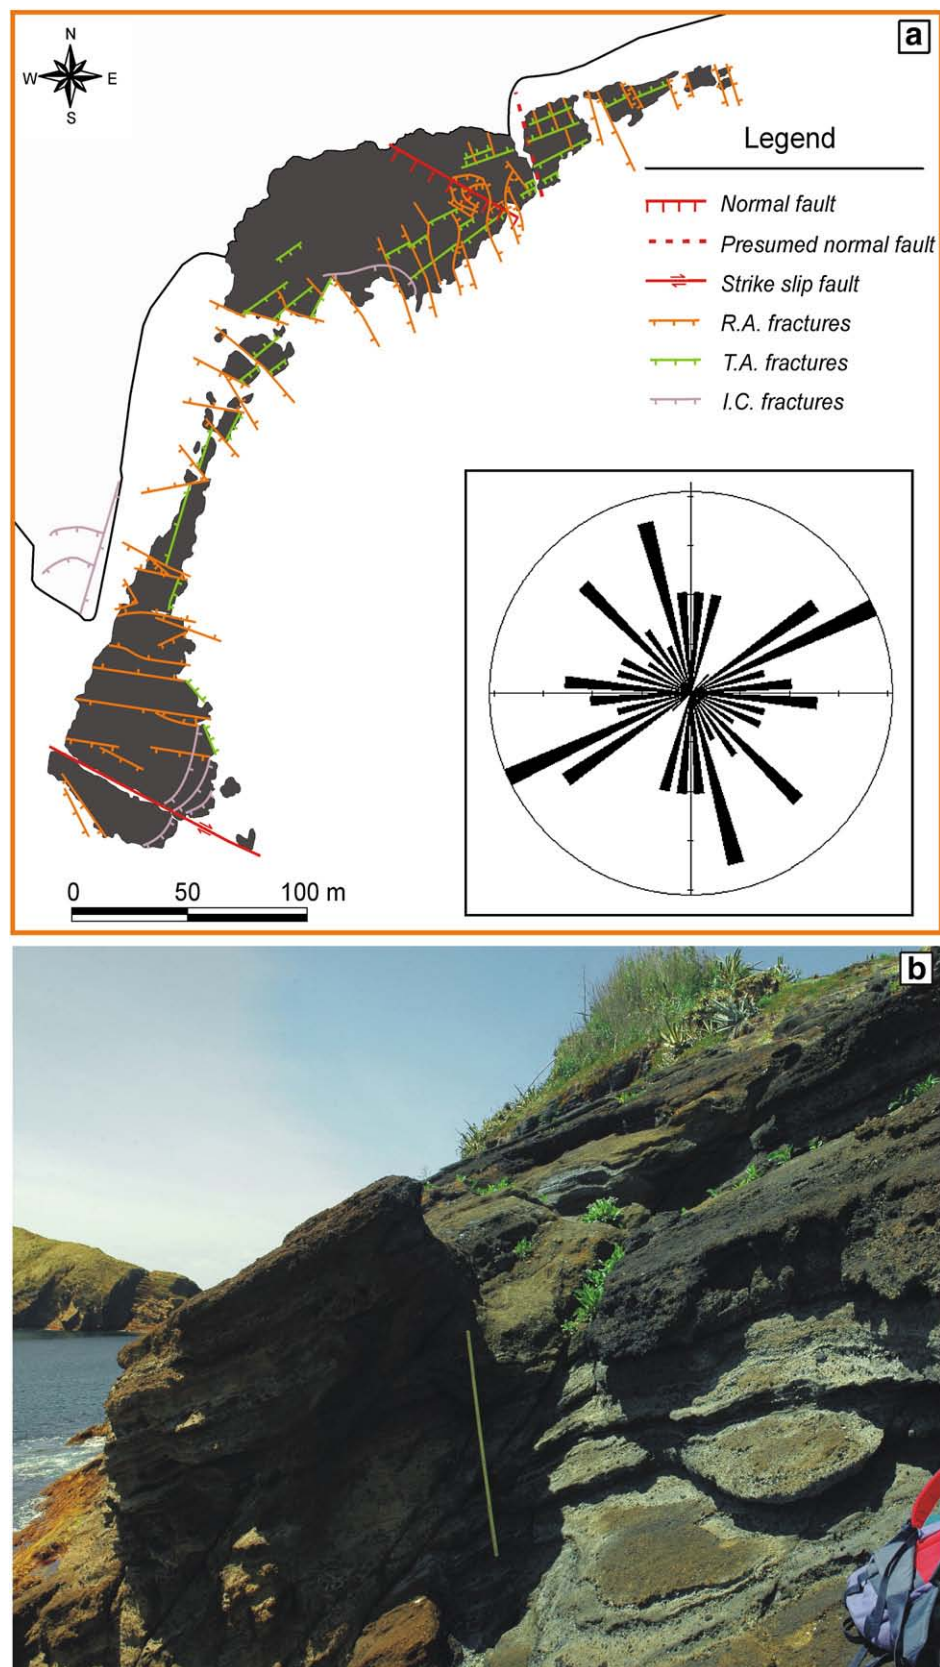 a
N
W E
S
Legend
Normal fault
Presumed normal fault
Strike slip fault
R.A. fractures
T.A. fractures
I.C. fractures
0 50 100 m
b